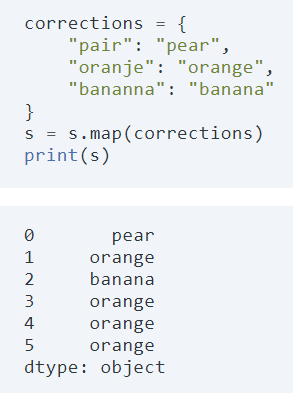 corrections = {
    "pair": "pear",
    "oranje": "orange",
    "bananna": "banana"
}
s = s.map(corrections)
print(s)
0 pear
1 orange
2 banana
3 orange
4 orange
5 orange
dtype: object